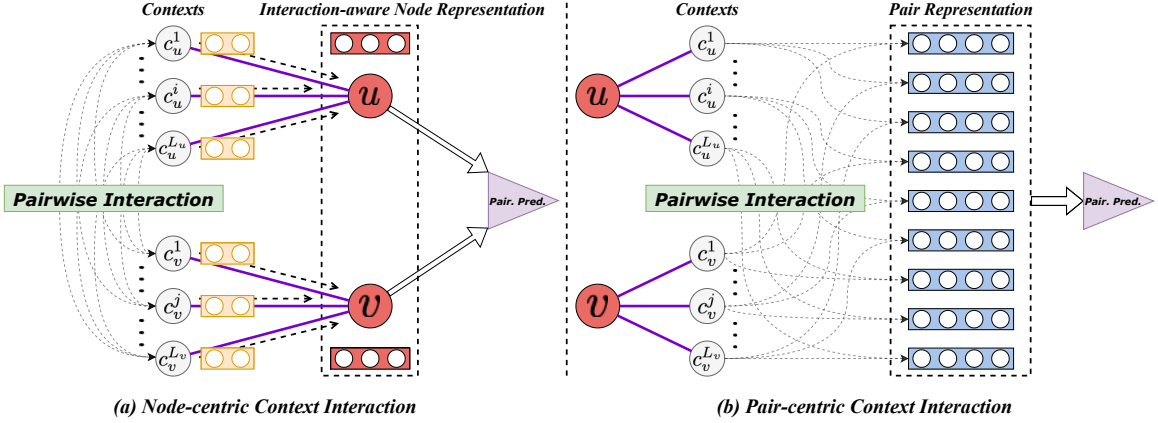 Contexts
Interaction-aware Node Representation
c_u^1
c_u^i
c_u^{L_u}
u
Pairwise Interaction
Pair. Pred.
c_v^1
c_v^j
c_v^{L_v}
v
(a) Node-centric Context Interaction
Contexts
Pair Representation
c_u^1
c_u^i
c_u^{L_u}
u
Pairwise Interaction
Pair. Pred.
c_v^1
c_v^j
c_v^{L_v}
v
(b) Pair-centric Context Interaction